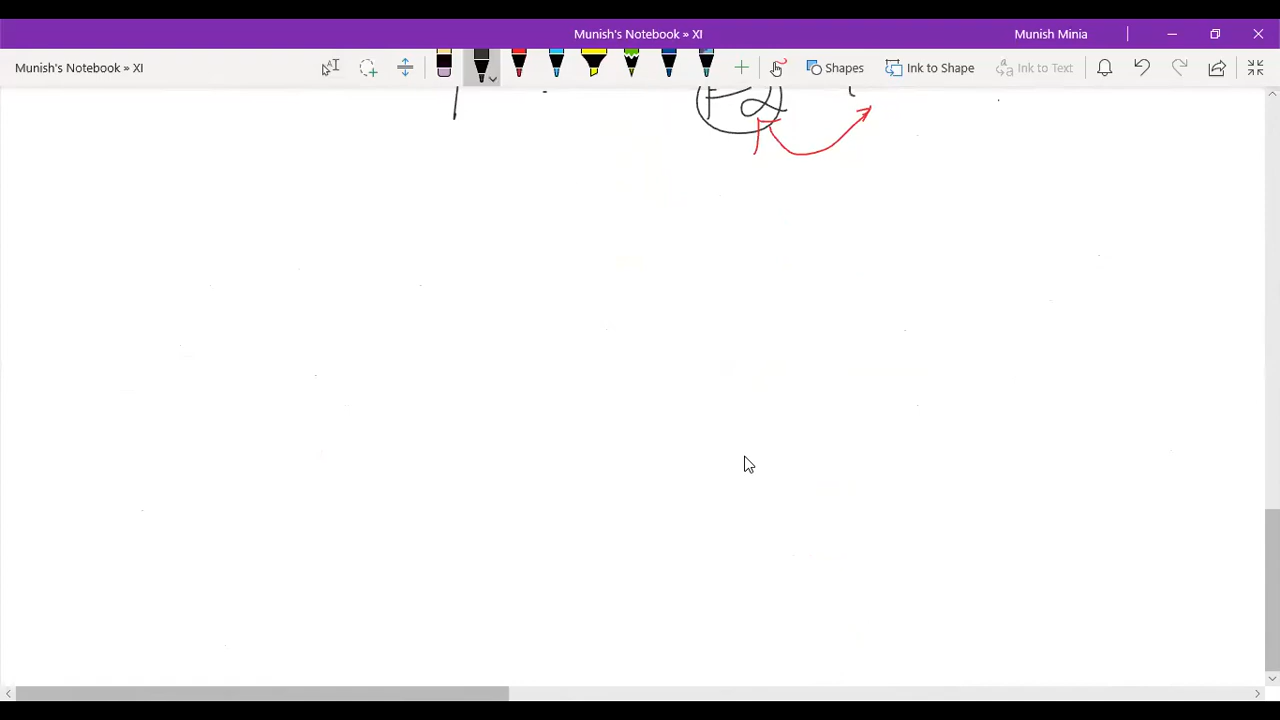 Munish's Notebook » XI
Munish Minia
Munish's Notebook » XI
Shapes
Ink to Shape
Ink to Text